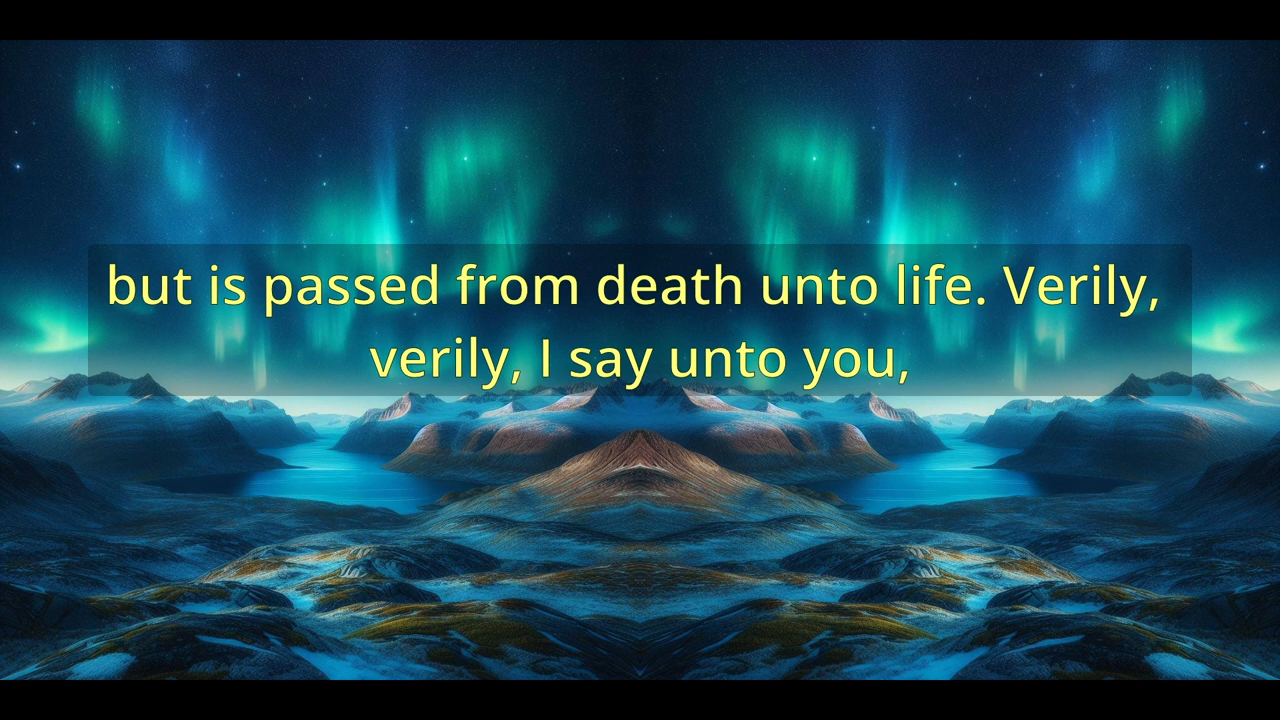 but is passed from death unto life. Verily,
verily, I say unto you,